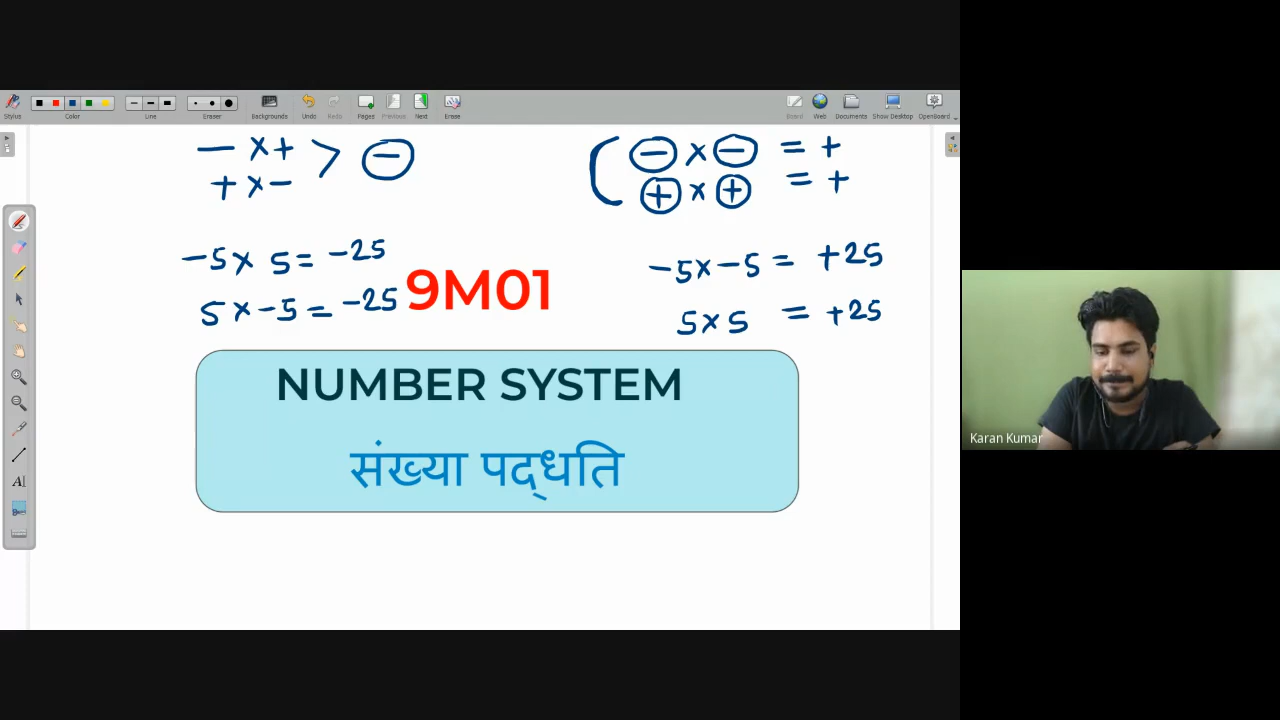 Stylus Color Line Eraser Backgrounds Undo Redo Pages Previous Next Erase Board Web Documents Show Desktop OpenBoard
− × + > −
+ × −
( − × − = +
+ × + = +
−5 × 5 = −25
5 × −5 = −25
9M01
−5 × −5 = +25
5 × 5 = +25
NUMBER SYSTEM
संख्या पद्धति
Karan Kumar